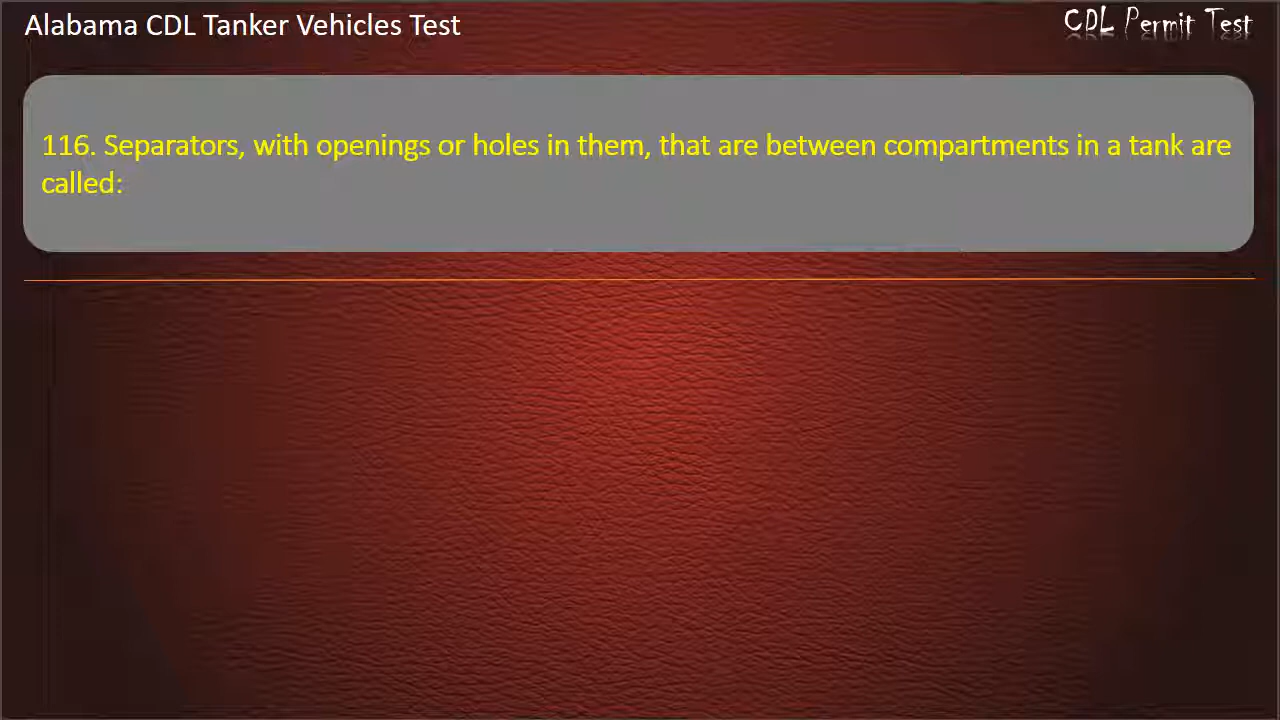 Alabama CDL Tanker Vehicles Test
CDL Permit Test
116. Separators, with openings or holes in them, that are between compartments in a tank are
called: